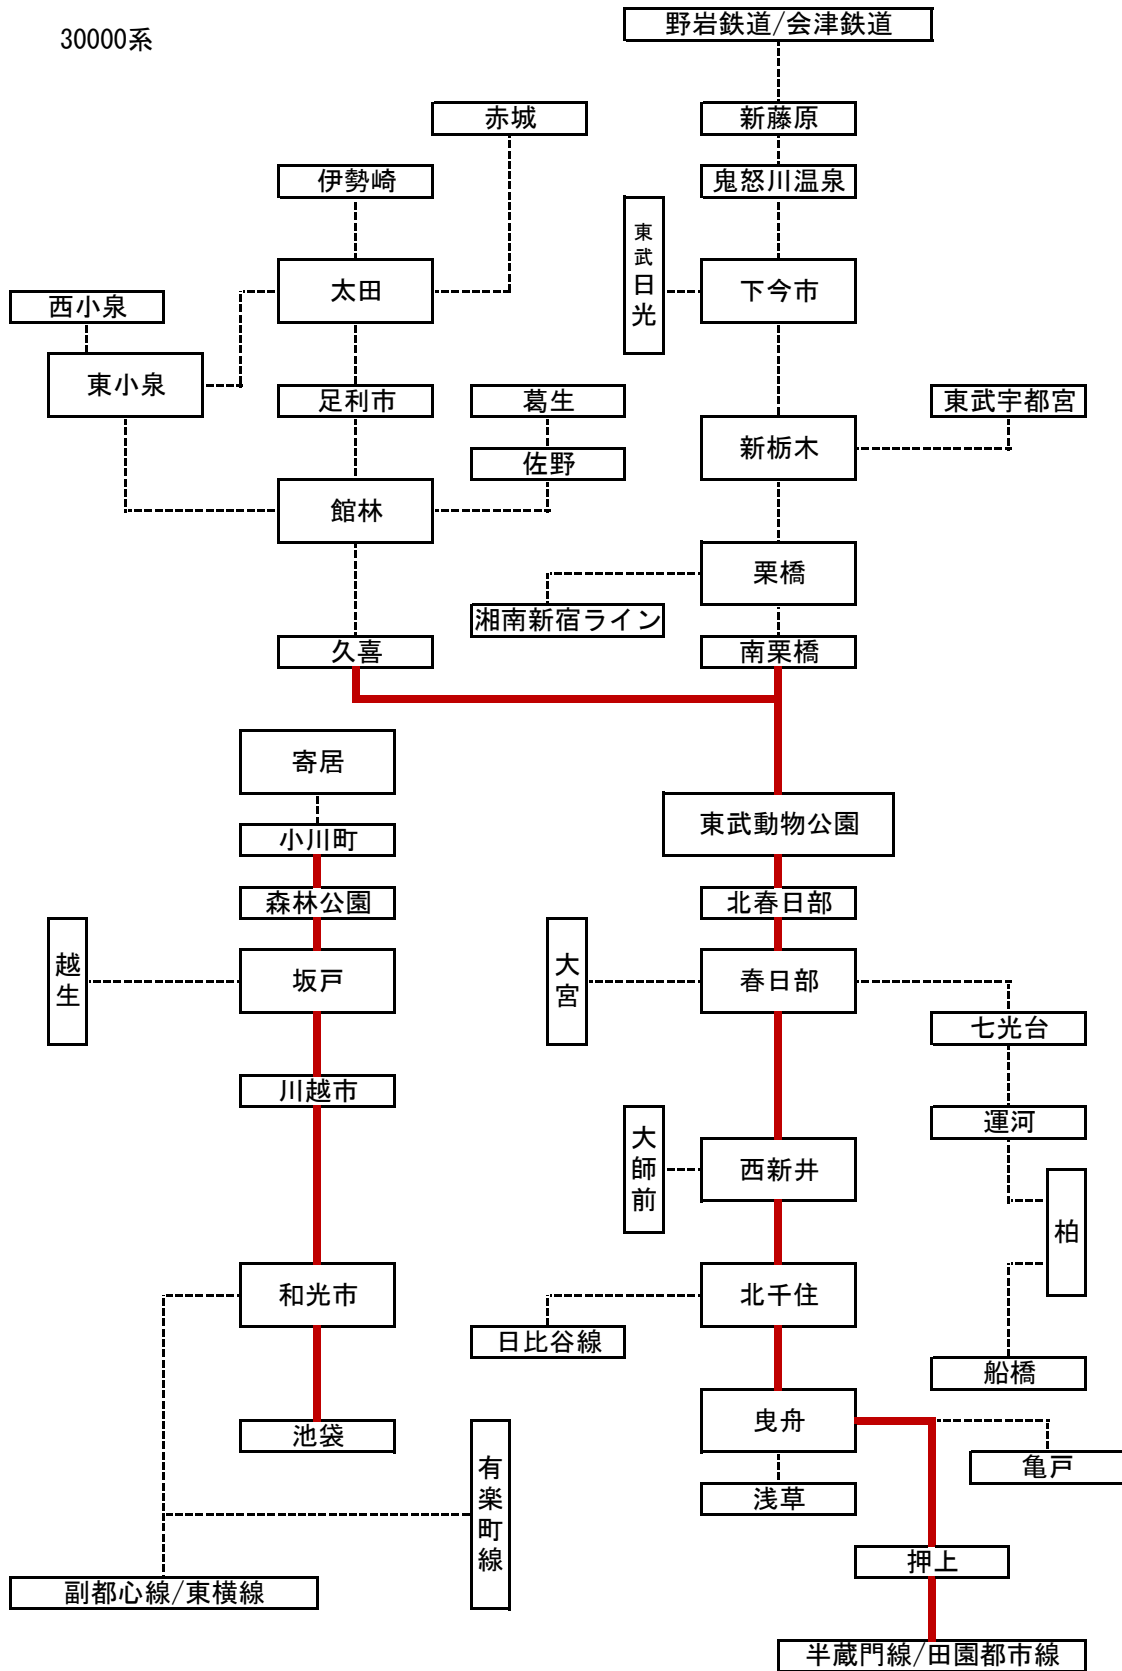 野岩鉄道/会津鉄道
30000系
赤城
新藤原
伊勢崎
鬼怒川温泉
東武日光
太田
下今市
西小泉
東小泉
足利市
葛生
東武宇都宮
新栃木
佐野
館林
栗橋
湘南新宿ライン
久喜
南栗橋
寄居
東武動物公園
小川町
森林公園
北春日部
越生
坂戸
大宮
春日部
七光台
川越市
運河
大師前
西新井
柏
和光市
北千住
日比谷線
船橋
曳舟
池袋
有楽町線
亀戸
浅草
押上
副都心線/東横線
半蔵門線/田園都市線